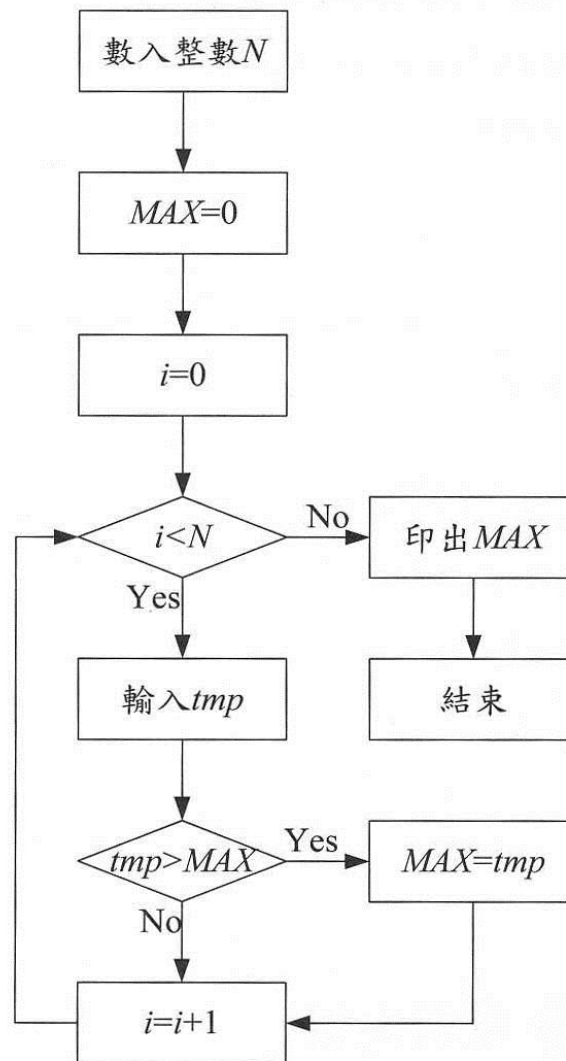 數入整數N
MAX=0
i=0
i<N
No
印出MAX
Yes
輸入tmp
結束
tmp>MAX
Yes
MAX=tmp
No
i=i+1